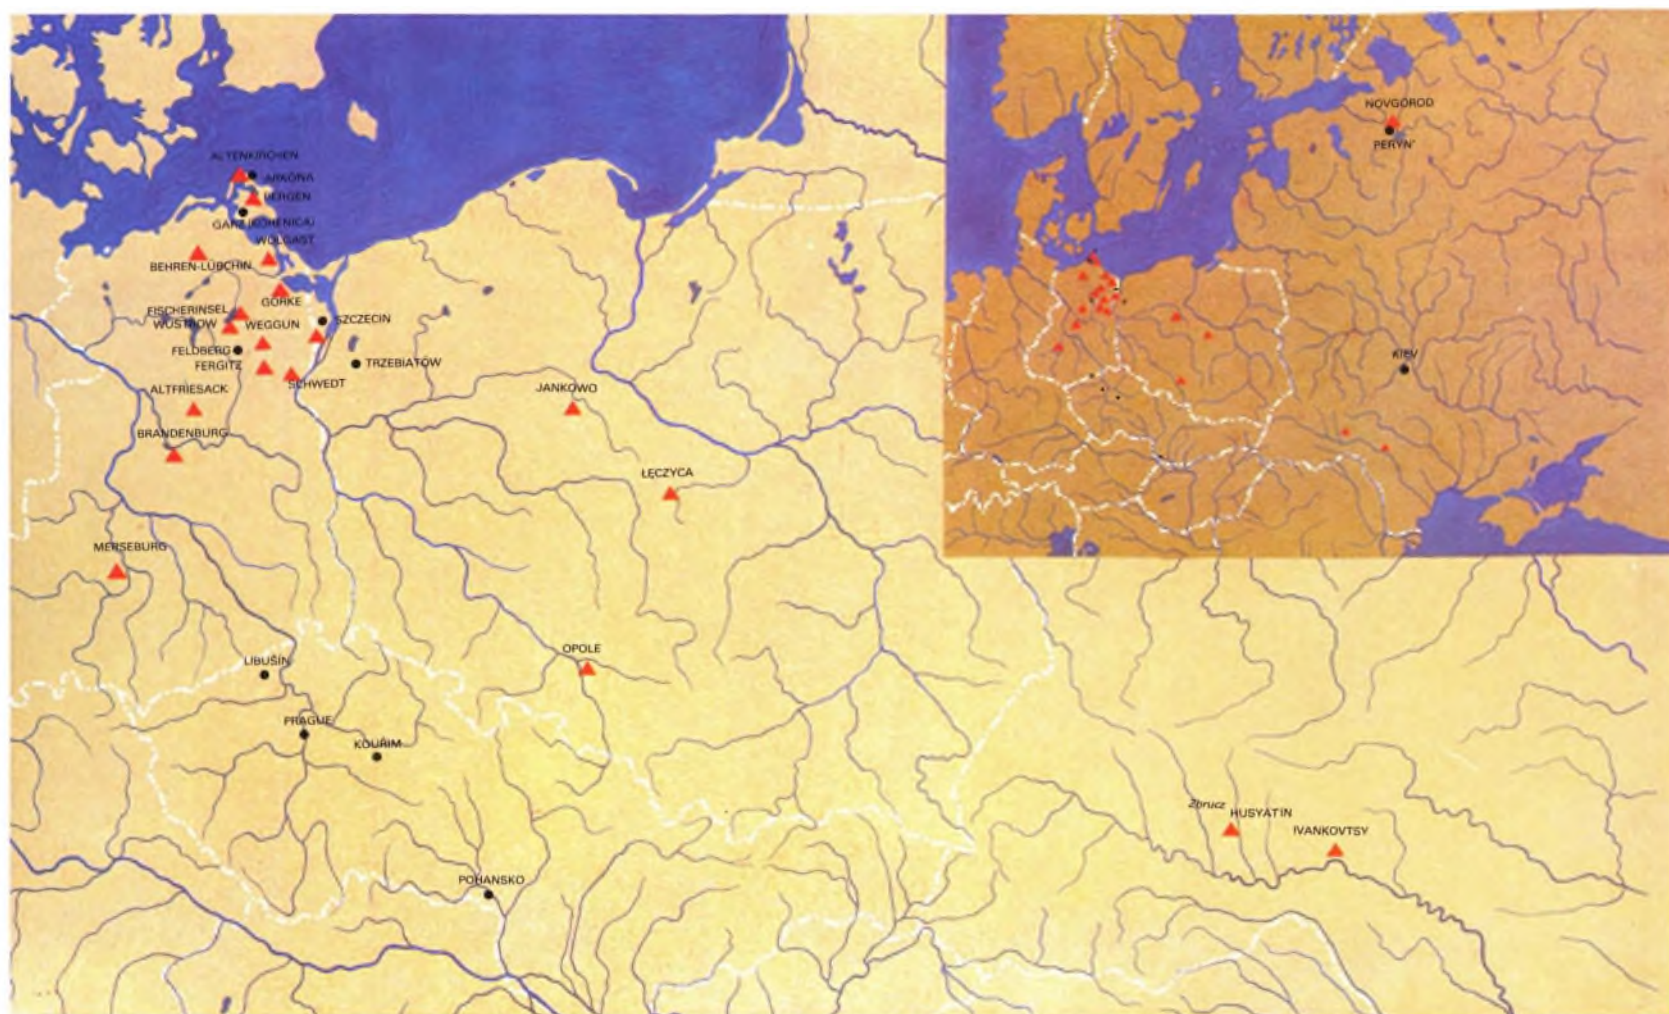 NOVGOROD
PERYN'
KIEV
ALTENKIRCHEN
ARKONA
BERGEN
GARZ (KORENICA)
WOLGAST
BEHREN-LÜBCHIN
GÖRKE
FISCHERINSEL
WUSTROW
WEGGUN
SZCZECIN
FELDBERG
FERGITZ
TRZEBIATÓW
SCHWEDT
ALTFRIESACK
JANKOWO
BRANDENBURG
ŁĘCZYCA
MERSEBURG
LIBUŠÍN
OPOLE
PRAGUE
KOUŘIM
Zbrucz
HUSYATIN
IVANKOVTSY
POHANSKO